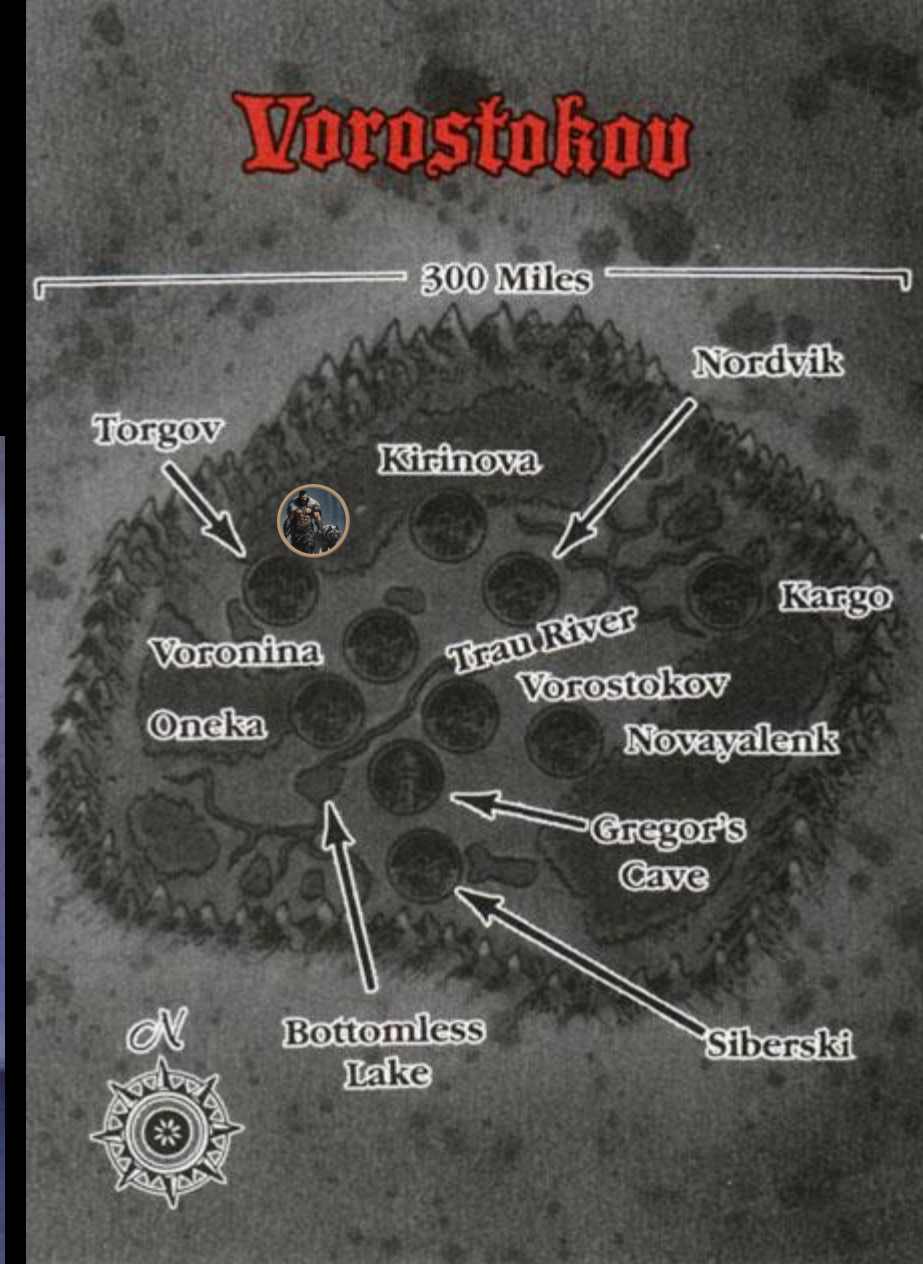 Vorostokov
300 Miles
Nordvik
Torgov
Kirinova
Kargo
Trau River
Voronina
Vorostokov
Oneka
Novayalenk
Gregor's
Cave
N
Bottomless
Lake
Siberski